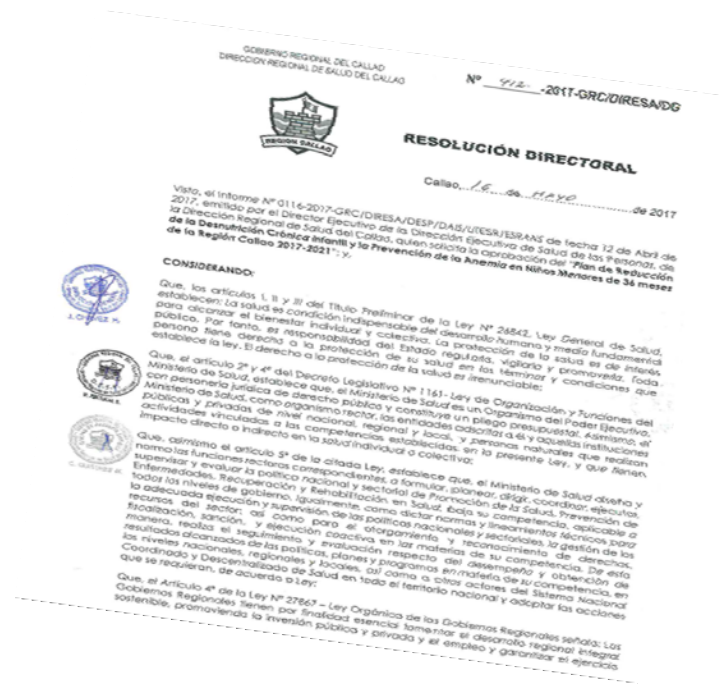 GOBIERNO REGIONAL DEL CALLAO
DIRECCION REGIONAL DE SALUD DEL CALLAO
Nº 412 -2017-GRC/DIRESA/DG
REGION CALLAO
RESOLUCIÓN DIRECTORAL
Callao, 16 de MAYO de 2017
Visto, el Informe Nº 0116-2017-GRC/DIRESA/DESP/DAIS/UTESR/ESRANS de fecha 12 de Abril de
2017, emitido por el Director Ejecutivo de la Dirección Ejecutiva de Salud de las Personas, de
la Dirección Regional de Salud del Callao, quien solicita la aprobación del "Plan de Reducción
de la Desnutrición Crónica Infantil y la Prevención de la Anemia en Niños Menores de 36 meses
de la Región Callao 2017-2021"; y,
CONSIDERANDO:
Que, los artículos I, II y III del Título Preliminar de la Ley Nº 26842, Ley General de Salud,
establecen: La salud es condición indispensable del desarrollo humano y medio fundamental
para alcanzar el bienestar individual y colectivo. La protección de la salud es de interés
público. Por tanto, es responsabilidad del Estado regularla, vigilarla y promoverla. Toda
persona tiene derecho a la protección de su salud en los términos y condiciones que
establece la ley. El derecho a la protección de la salud es irrenunciable;
J. CHAVEZ M.
Que, el artículo 2º y 4º del Decreto Legislativo Nº 1161- Ley de Organización y Funciones del
Ministerio de Salud, establece que, el Ministerio de Salud es un Organismo del Poder Ejecutivo,
con personería jurídica de derecho público y constituye un pliego presupuestal. Asimismo, el
Ministerio de Salud, como organismo rector, las entidades adscritas a él y aquellas instituciones
públicas y privadas de nivel nacional, regional y local, y personas naturales que realizan
actividades vinculadas a las competencias establecidas en la presente Ley, y que tienen
impacto directo o indirecto en la salud individual o colectiva;
Que, asimismo el artículo 5º de la citada Ley, establece que, el Ministerio de Salud diseña y
norma las funciones rectoras correspondientes, a formular, planear, dirigir, coordinar, ejecutar,
supervisar y evaluar la política nacional y sectorial de Promoción de la Salud, Prevención de
Enfermedades, Recuperación y Rehabilitación en Salud, bajo su competencia, aplicable a
todos los niveles de gobierno. Igualmente, como dictar normas y lineamientos técnicos para
la adecuada ejecución y supervisión de las políticas nacionales y sectoriales, la gestión de los
recursos del sector; así como para el otorgamiento y reconocimiento de derechos,
fiscalización, sanción, y ejecución coactiva en las materias de su competencia. De esta
manera, realiza el seguimiento y evaluación respecto del desempeño y obtención de
resultados alcanzados de las políticas, planes y programas en materia de su competencia, en
los niveles nacionales, regionales y locales, así como a otros actores del Sistema Nacional
Coordinado y Descentralizado de Salud en todo el territorio nacional y adoptar las acciones
que se requieran, de acuerdo a Ley;
Que, el Artículo 4º de la Ley Nº 27867 – Ley Orgánica de los Gobiernos Regionales señala: Los
Gobiernos Regionales tienen por finalidad esencial fomentar el desarrollo regional integral
sostenible, promoviendo la inversión pública y privada y el empleo y garantizar el ejercicio